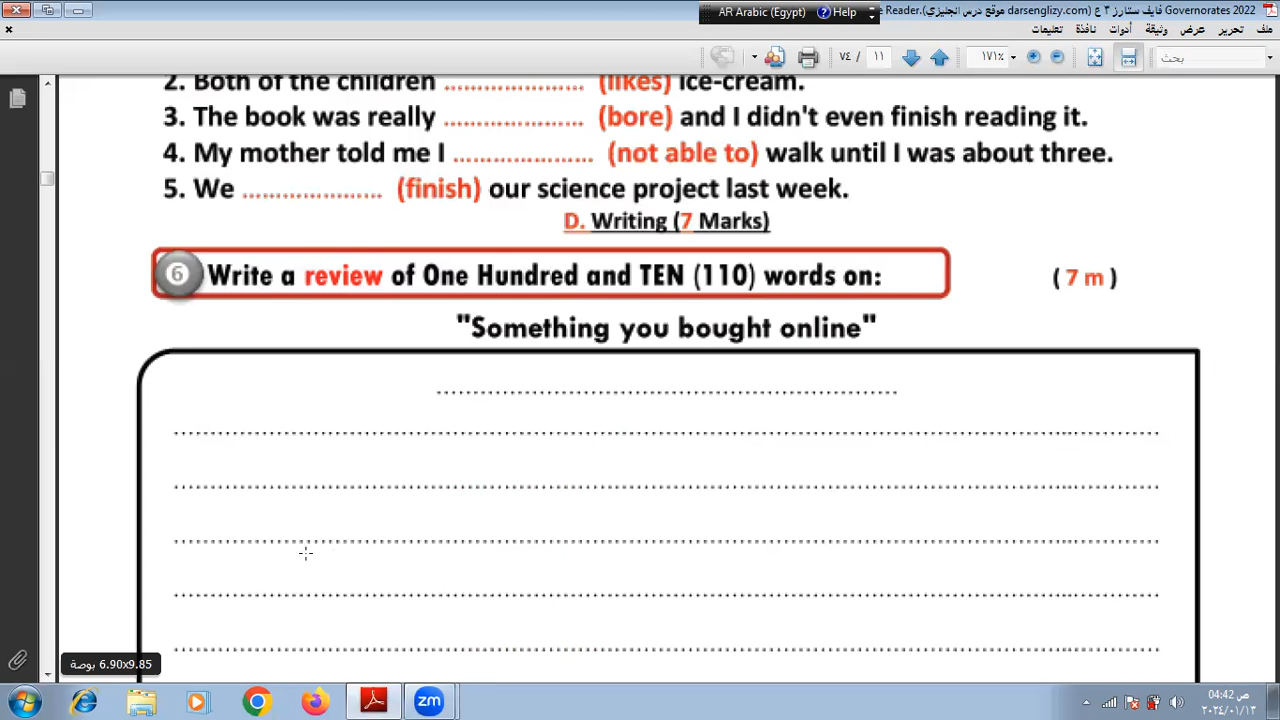 AR Arabic (Egypt) Help
e Reader.(موقع درس انجليزي darsenglizy.com) فايف ستارز ٣ ع Governorates 2022
ملف تحرير عرض وثيقة أدوات نافذة تعليمات
٧٤ / ١١ ١٧١% بحث
2. Both of the children ..................... (likes) ice-cream.
3. The book was really ..................... (bore) and I didn't even finish reading it.
4. My mother told me I ..................... (not able to) walk until I was about three.
5. We ..................... (finish) our science project last week.
D. Writing (7 Marks)
6 Write a review of One Hundred and TEN (110) words on: ( 7 m )
"Something you bought online"
6.90x9.85 بوصة
zm
04:42 ص
٢٠٢٤/٠١/١٣